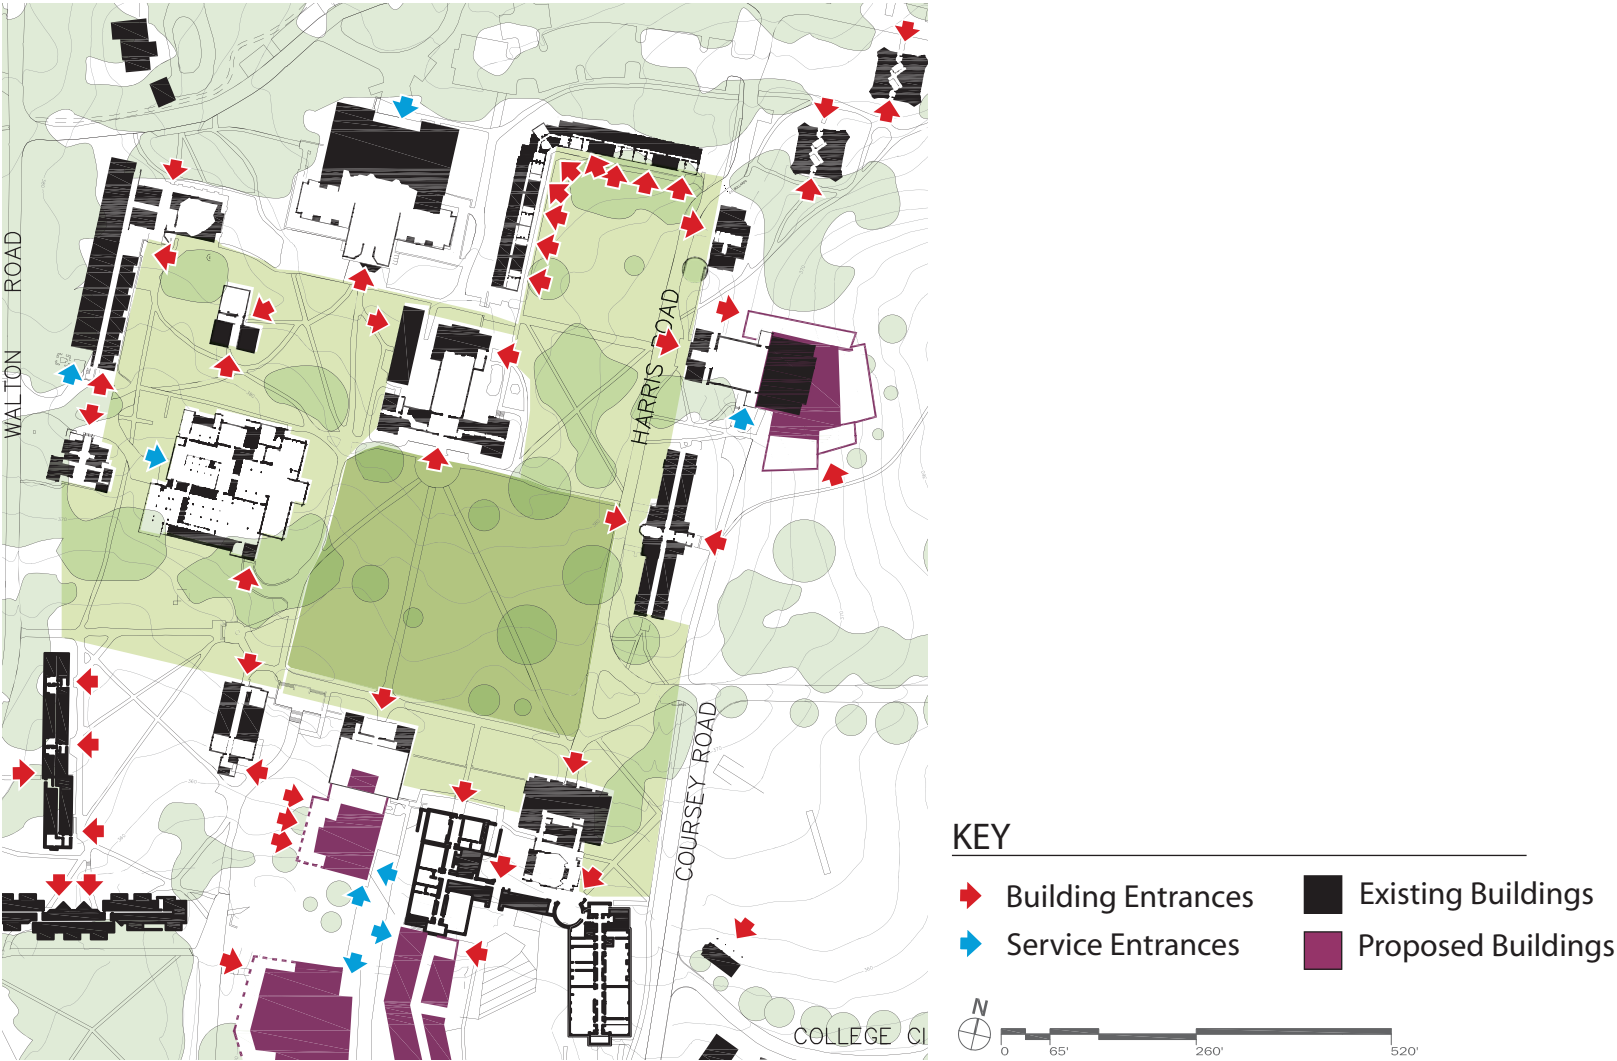 WALTON ROAD
HARRIS ROAD
COURSEY ROAD
COLLEGE CI
KEY
Building Entrances
Existing Buildings
Service Entrances
Proposed Buildings
N
0 65' 260' 520'